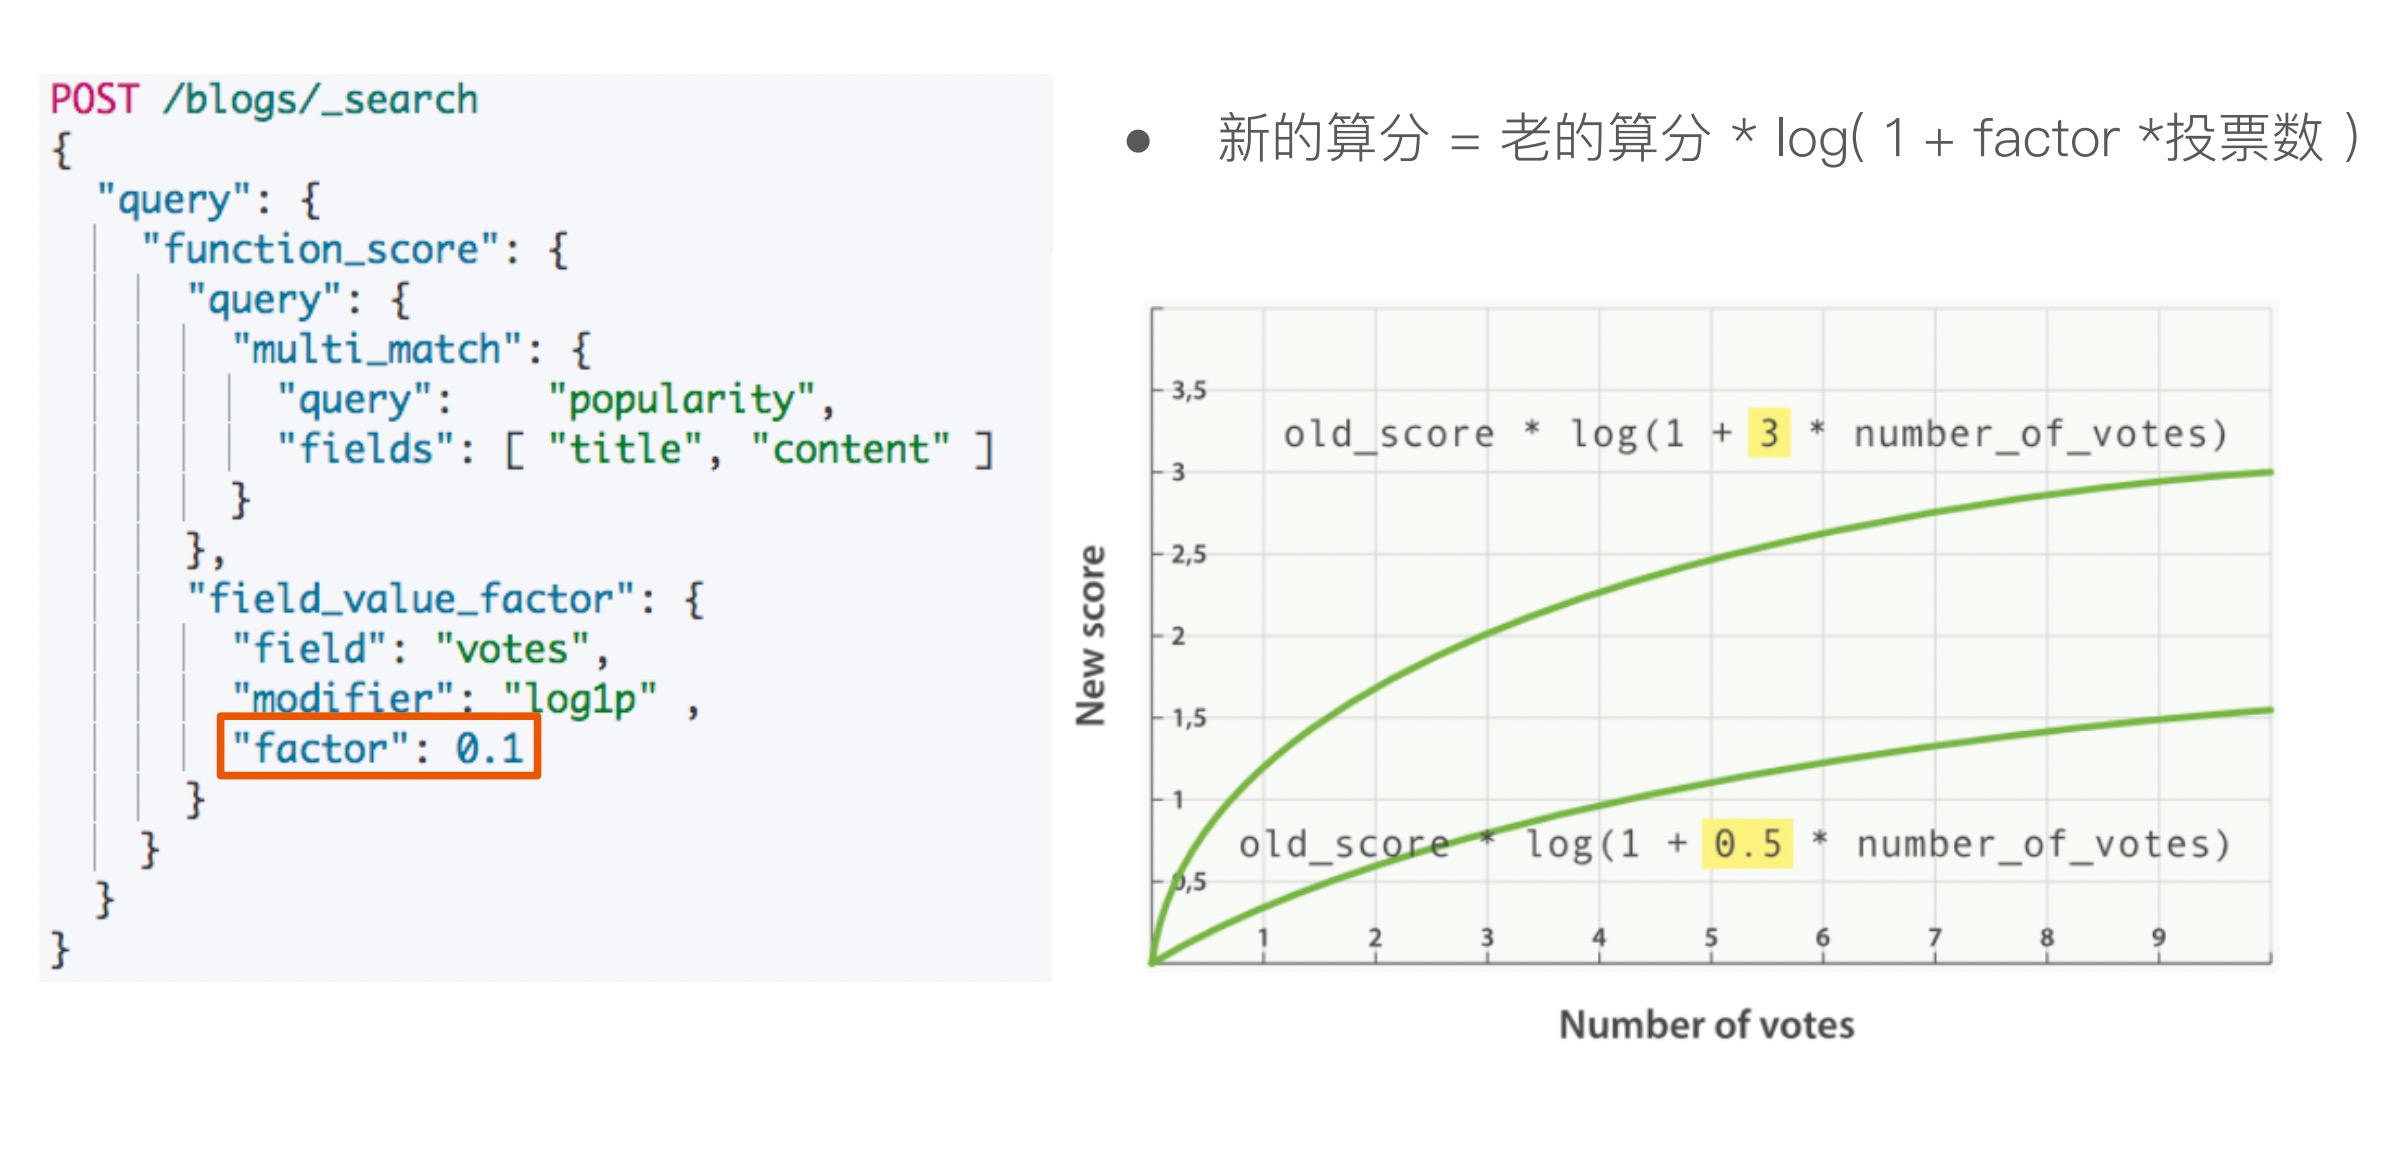 POST /blogs/_search
{
  "query": {
    "function_score": {
      "query": {
        "multi_match": {
          "query":    "popularity",
          "fields": [ "title", "content" ]
        }
      },
      "field_value_factor": {
        "field": "votes",
        "modifier": "log1p" ,
        "factor": 0.1
      }
    }
  }
}
● 新的算分 = 老的算分 * log( 1 + factor *投票数 )
3,5
old_score * log(1 + 3 * number_of_votes)
3
2,5
New score
2
1,5
1
old_score * log(1 + 0.5 * number_of_votes)
0,5
1 2 3 4 5 6 7 8 9
Number of votes